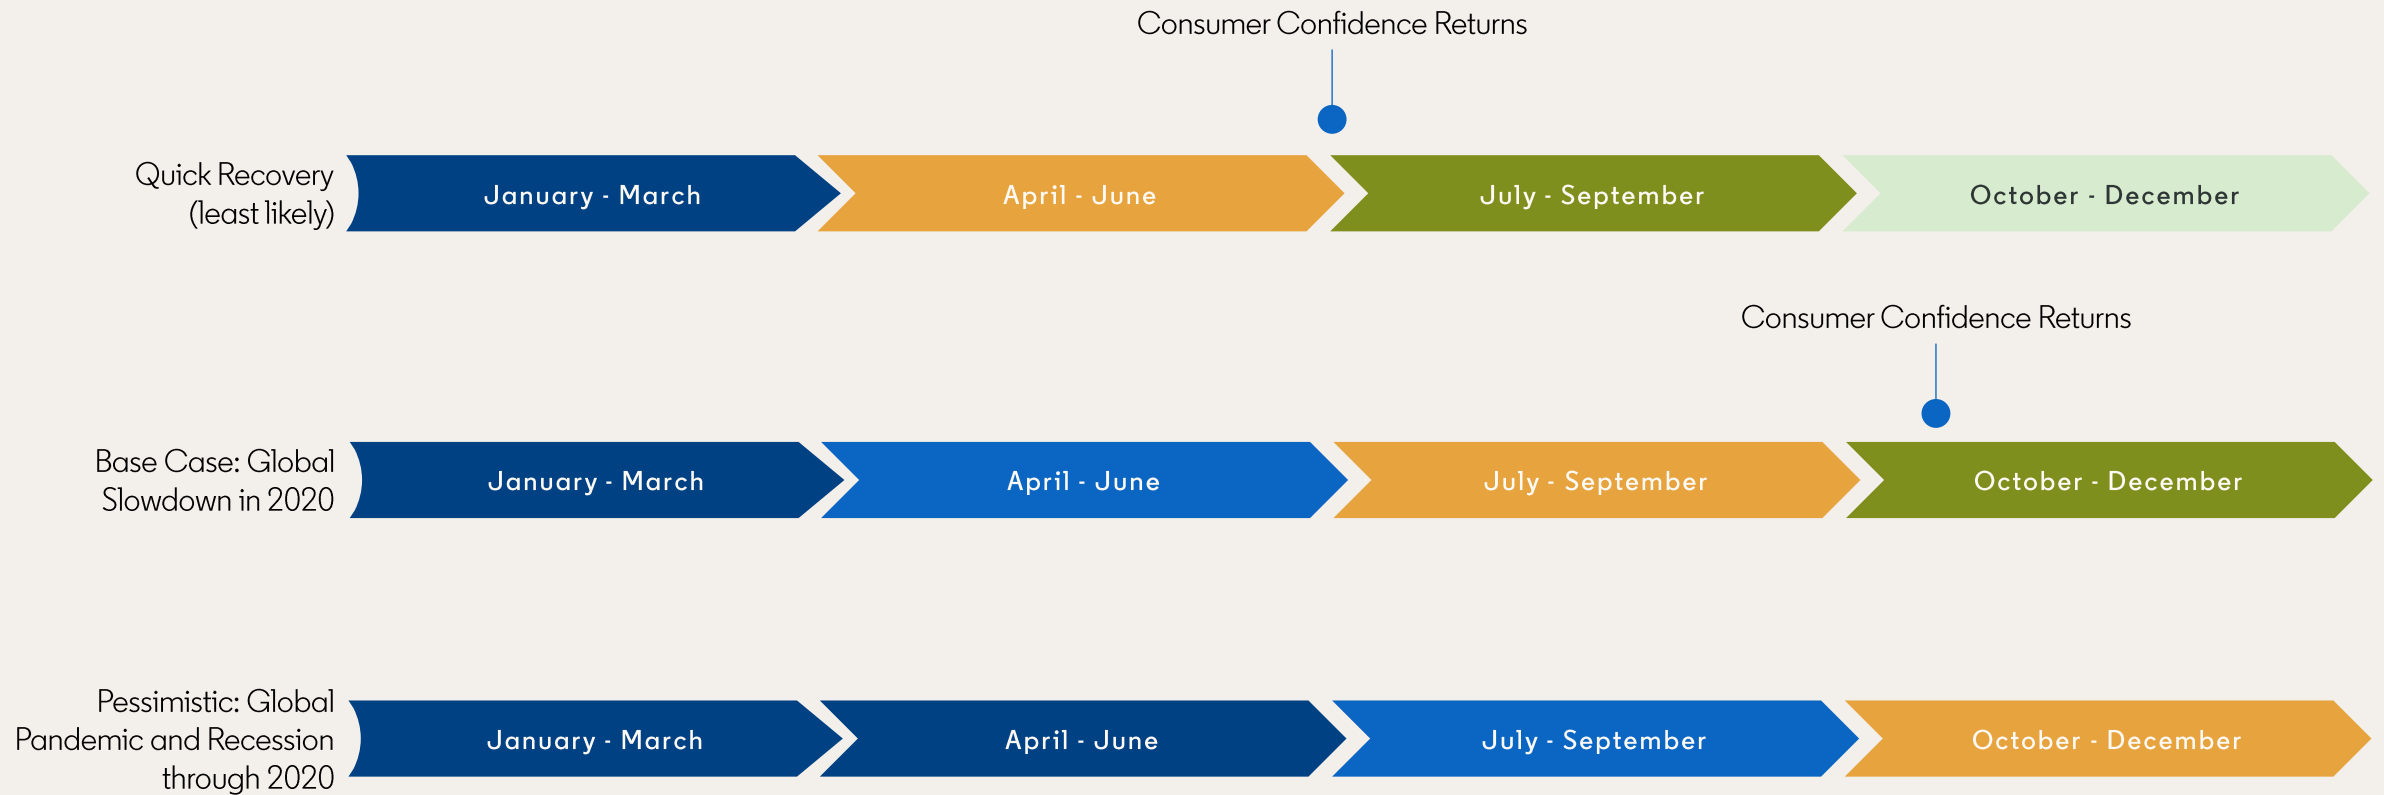 Consumer Confidence Returns
Quick Recovery
(least likely)
January - March
April - June
July - September
October - December
Consumer Confidence Returns
Base Case: Global
Slowdown in 2020
January - March
April - June
July - September
October - December
Pessimistic: Global
Pandemic and Recession
through 2020
January - March
April - June
July - September
October - December